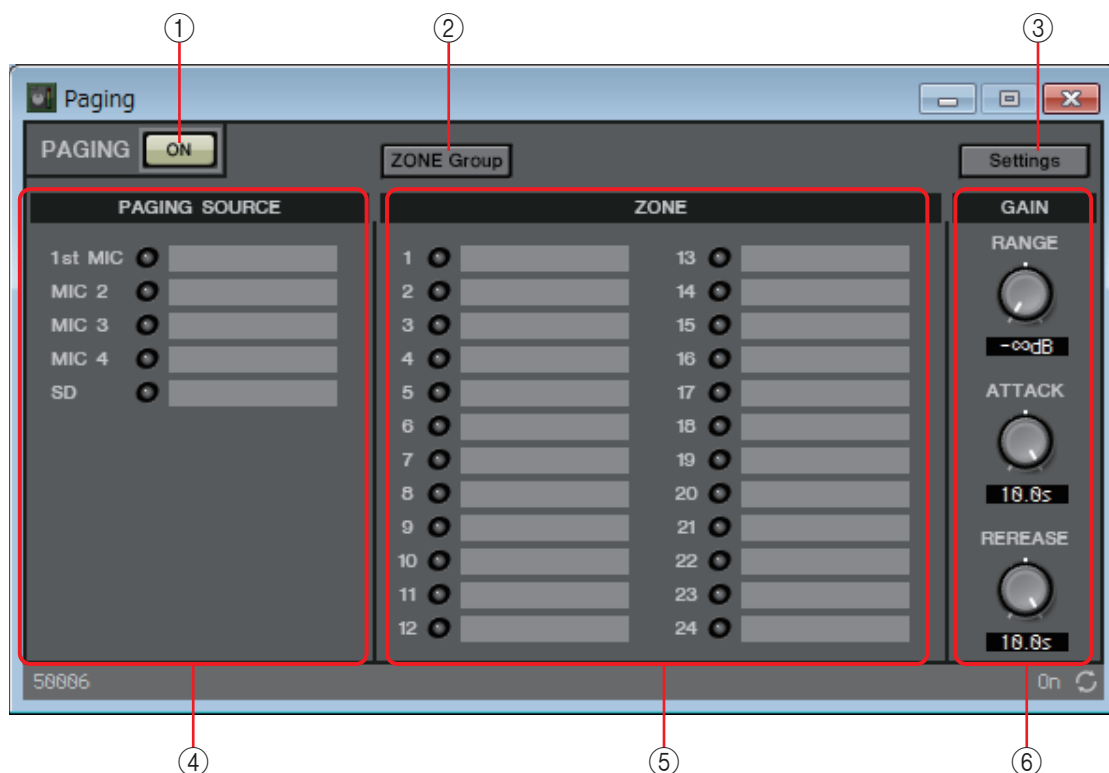 ① ② ③
Paging
PAGING ON
ZONE Group
Settings
PAGING SOURCE
1st MIC
MIC 2
MIC 3
MIC 4
SD
ZONE
1
2
3
4
5
6
7
8
9
10
11
12
13
14
15
16
17
18
19
20
21
22
23
24
GAIN
RANGE
-∞dB
ATTACK
10.0s
REREASE
10.0s
50006
On
④ ⑤ ⑥